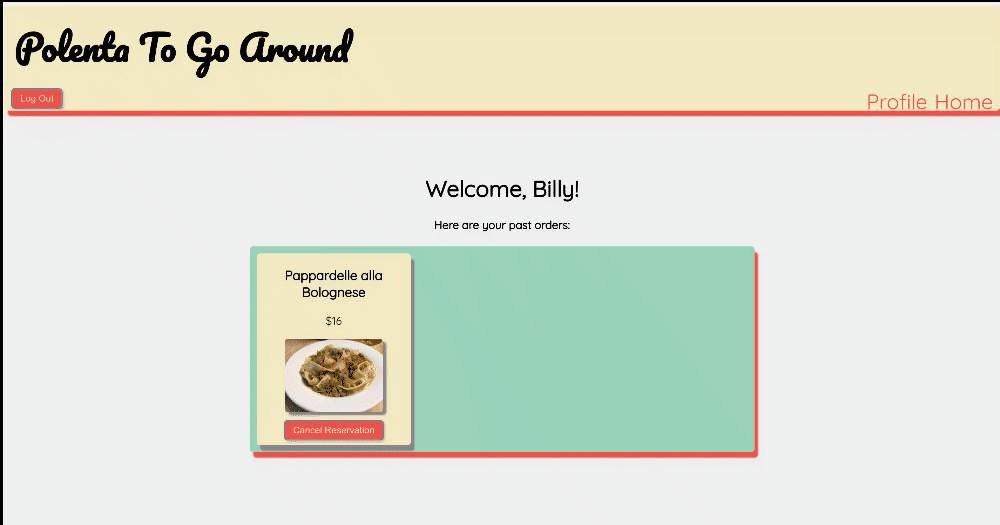 Polenta To Go Around
Log Out
Profile Home
Welcome, Billy!
Here are your past orders:
Pappardelle alla
Bolognese
$16
Cancel Reservation